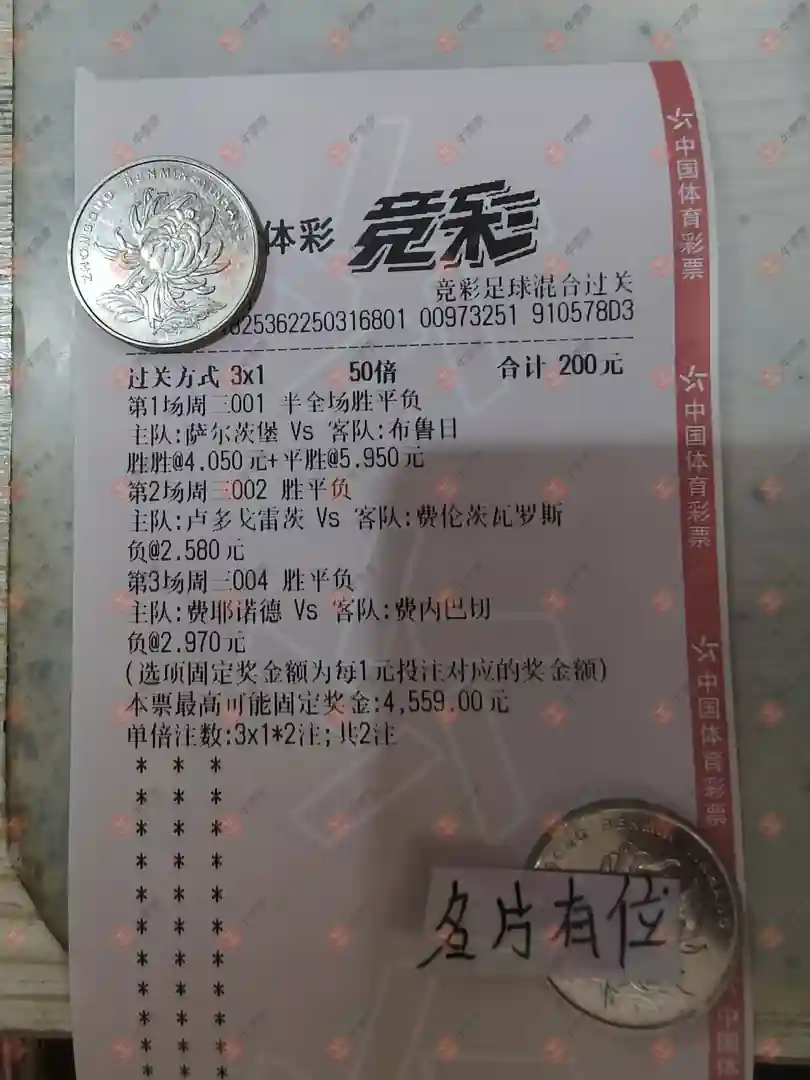 体彩 竞彩
竞彩足球混合过关
25362250316801 00973251 910578D3
过关方式 3x1 50倍 合计 200元
第1场周三001 半全场胜平负
主队:萨尔茨堡 Vs 客队:布鲁日
胜胜@4.050元+平胜@5.950元
第2场周三002 胜平负
主队:卢多戈雷茨 Vs 客队:费伦茨瓦罗斯
负@2.580元
第3场周三004 胜平负
主队:费耶诺德 Vs 客队:费内巴切
负@2.970元
(选项固定奖金额为每1元投注对应的奖金额)
本票最高可能固定奖金:4,559.00元
单倍注数:3x1*2注;共2注
* * *
* * *
* * *
* * *
* * *
* * *
* * *
* * *
* * *
* * *
* * *
名片有位
中国体育彩票
中国体育彩票
中国体育彩票
中国体